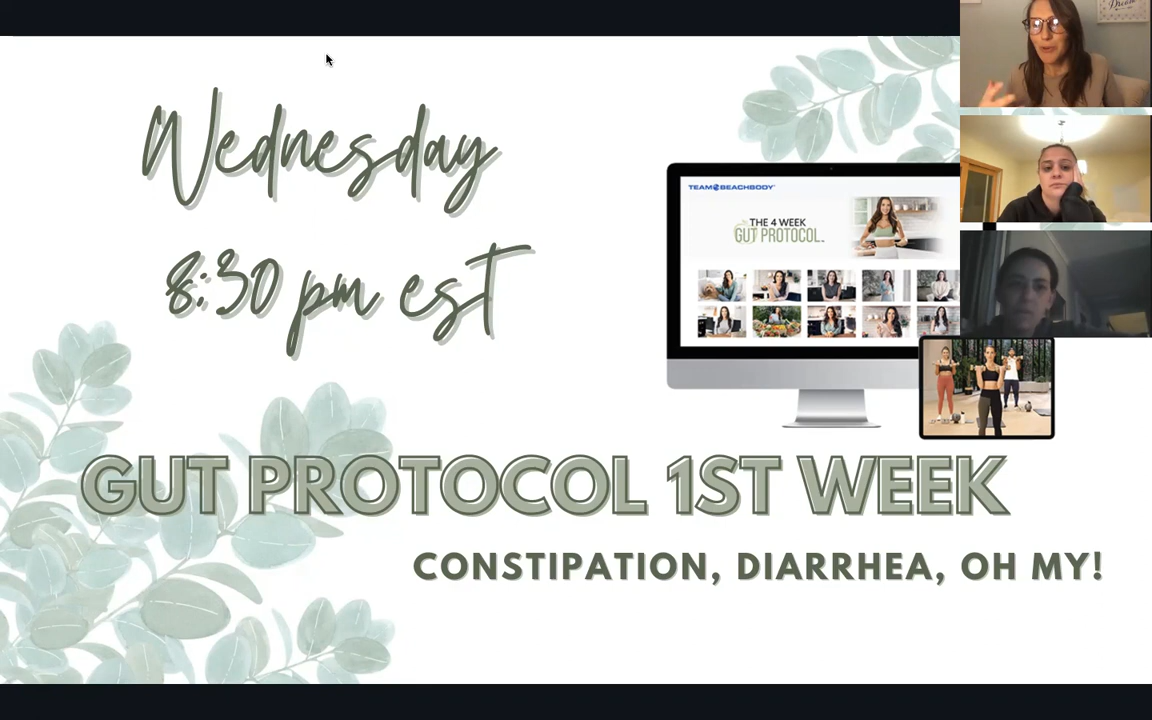 Wednesday
8:30 pm est
TEAM BEACHBODY
THE 4 WEEK
GUT PROTOCOL
GUT PROTOCOL 1ST WEEK
CONSTIPATION, DIARRHEA, OH MY!
Dream